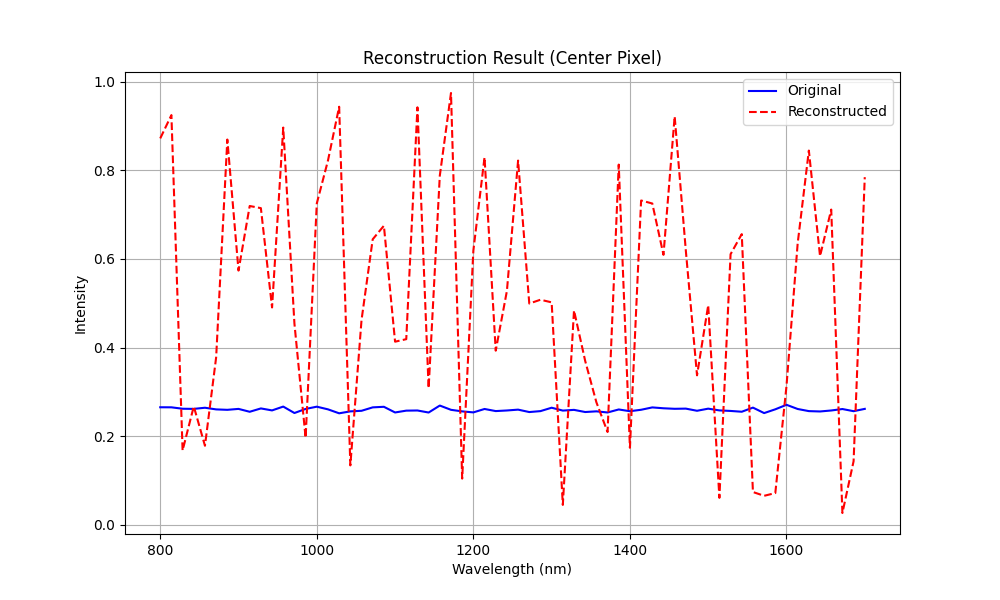 Reconstruction Result (Center Pixel)
Original
Reconstructed
1.0
0.8
0.6
0.4
0.2
0.0
Intensity
800 1000 1200 1400 1600
Wavelength (nm)